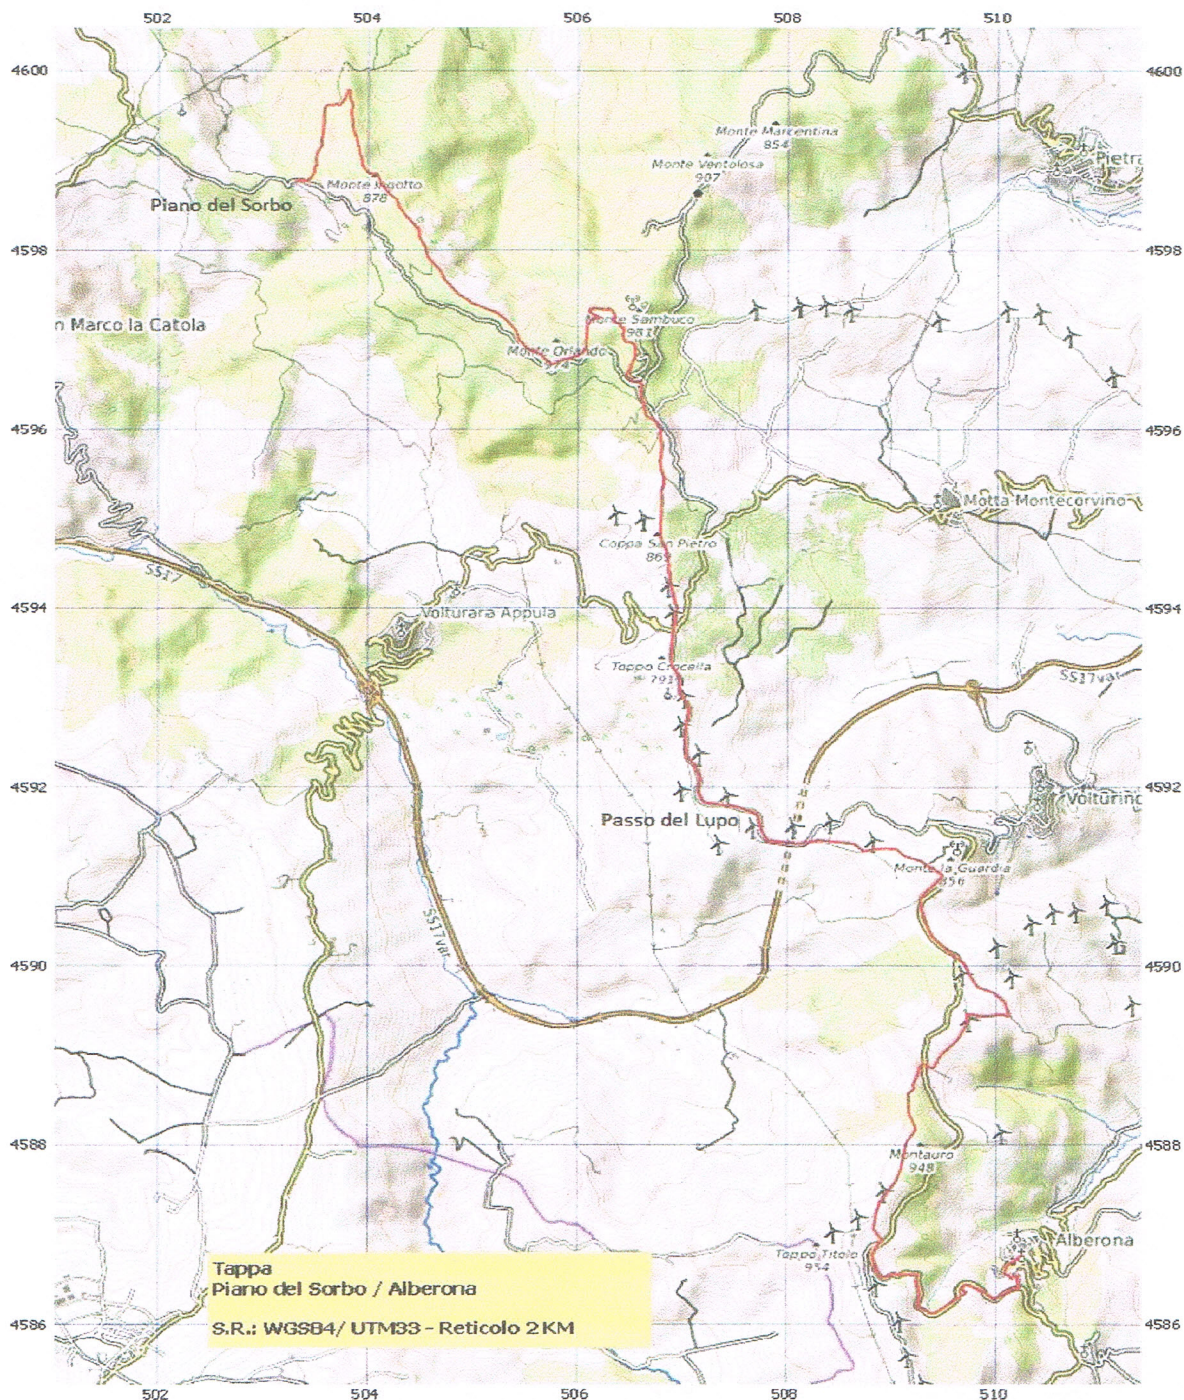 502 504 506 508 510
4600 4600
Monte Marcentina
854
Monte Ventolosa
907
Pietra
Monte Ingotto
878
Piano del Sorbo
4598 4598
n Marco la Catola
Monte Sambuco
981
Monte Orlando
4596 4596
Motta Montecorvino
Coppa San Pietro
869
SS17
4594 4594
Volturara Appula
Toppo Crocella
791
SS17var
4592 4592
Volturino
Passo del Lupo
Monte la Guardia
856
SS17var
4590 4590
4588 4588
Montauro
948
Alberona
Toppo Titolo
954
Tappa
Piano del Sorbo / Alberona
S.R.: WGS84/ UTM33 - Reticolo 2KM
4586 4586
502 504 506 508 510